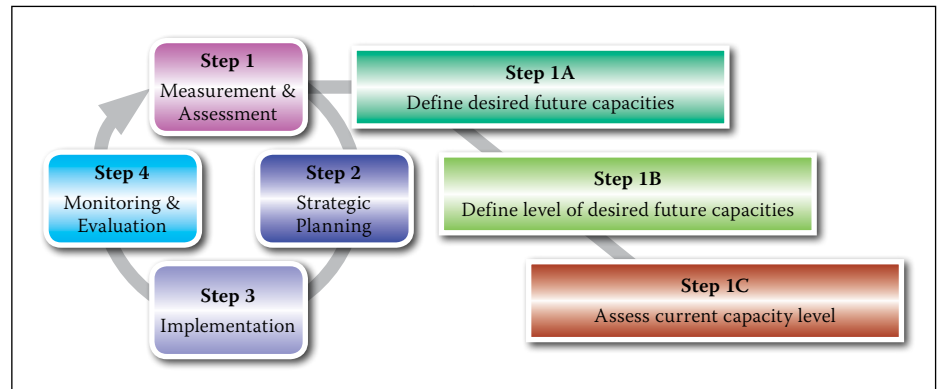 Step 1
Measurement &
Assessment
Step 1A
Define desired future capacities
Step 4
Monitoring &
Evaluation
Step 2
Strategic
Planning
Step 1B
Define level of desired future capacities
Step 3
Implementation
Step 1C
Assess current capacity level